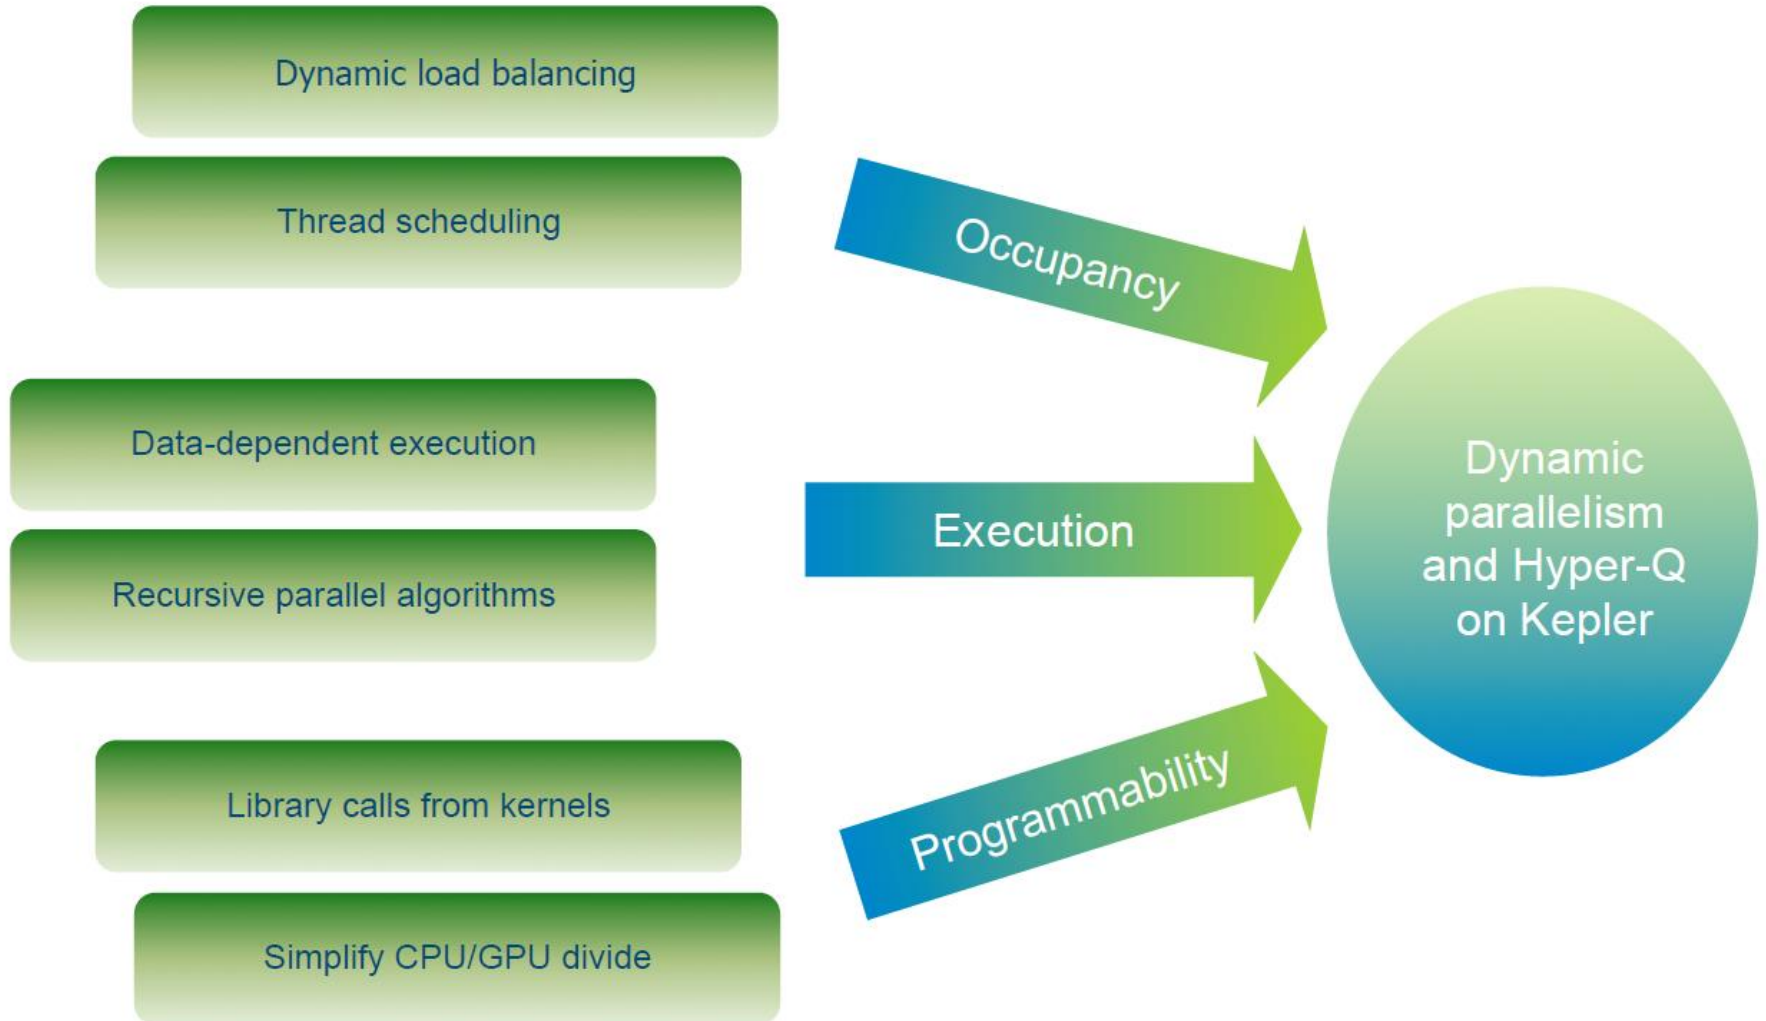 Dynamic load balancing
Thread scheduling
Occupancy
Data-dependent execution
Recursive parallel algorithms
Execution
Library calls from kernels
Simplify CPU/GPU divide
Programmability
Dynamic
parallelism
and Hyper-Q
on Kepler